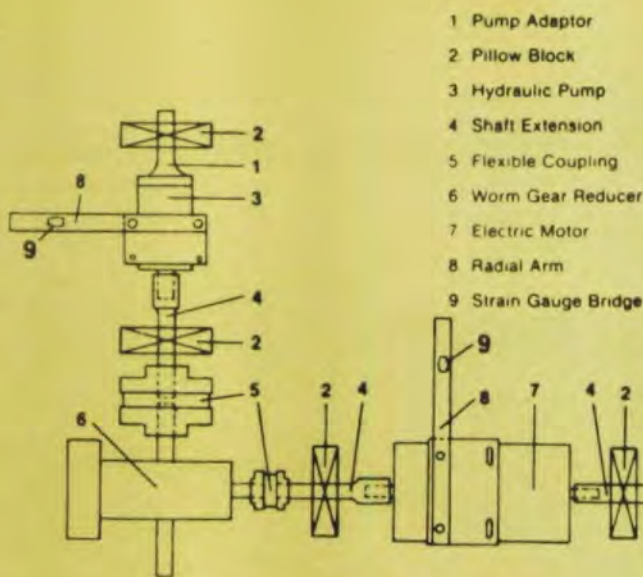 1 Pump Adaptor
2 Pillow Block
3 Hydraulic Pump
4 Shaft Extension
5 Flexible Coupling
6 Worm Gear Reducer
7 Electric Motor
8 Radial Arm
9 Strain Gauge Bridge
2
1
8
3
9
4
2
5
2
4
9
8
7
4
2
6